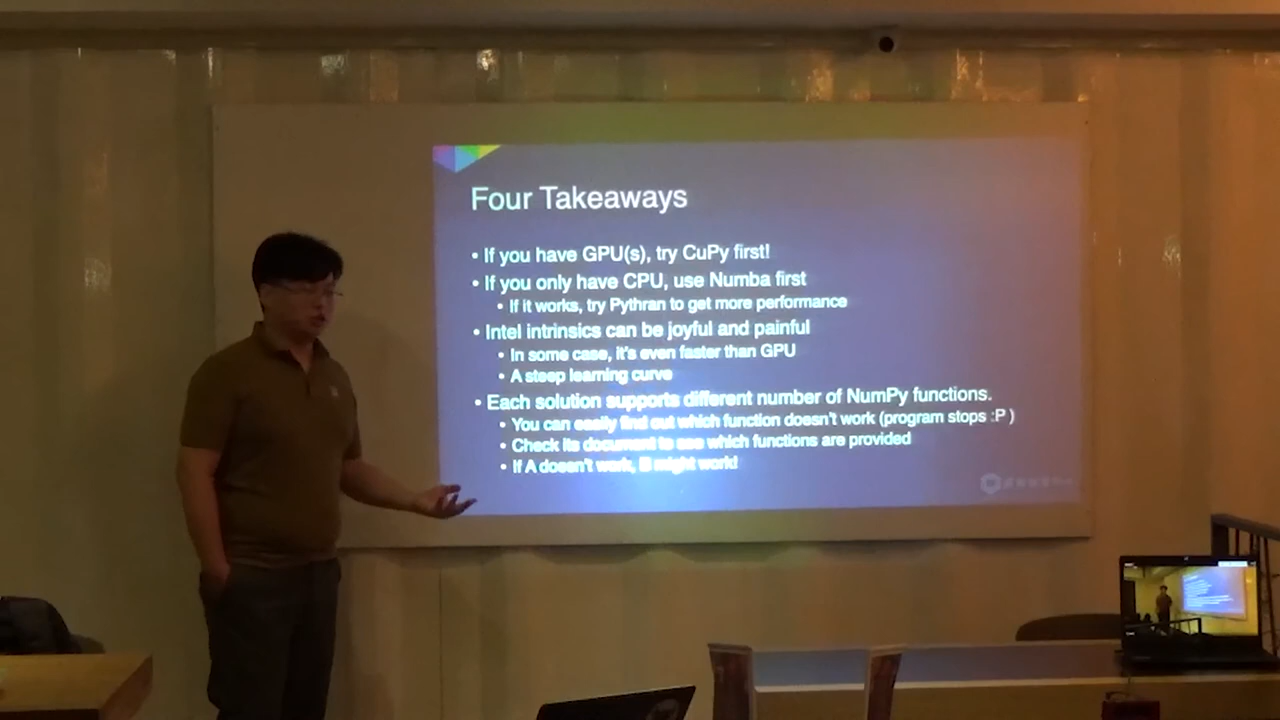 Four Takeaways
• If you have GPU(s), try CuPy first!
• If you only have CPU, use Numba first
• If it works, try Pythran to get more performance
• Intel intrinsics can be joyful and painful
• In some case, it's even faster than GPU
• A steep learning curve
• Each solution supports different number of NumPy functions.
• You can easily find out which function doesn't work (program stops :P )
• Check its document to see which functions are provided
• If A doesn't work, B might work!